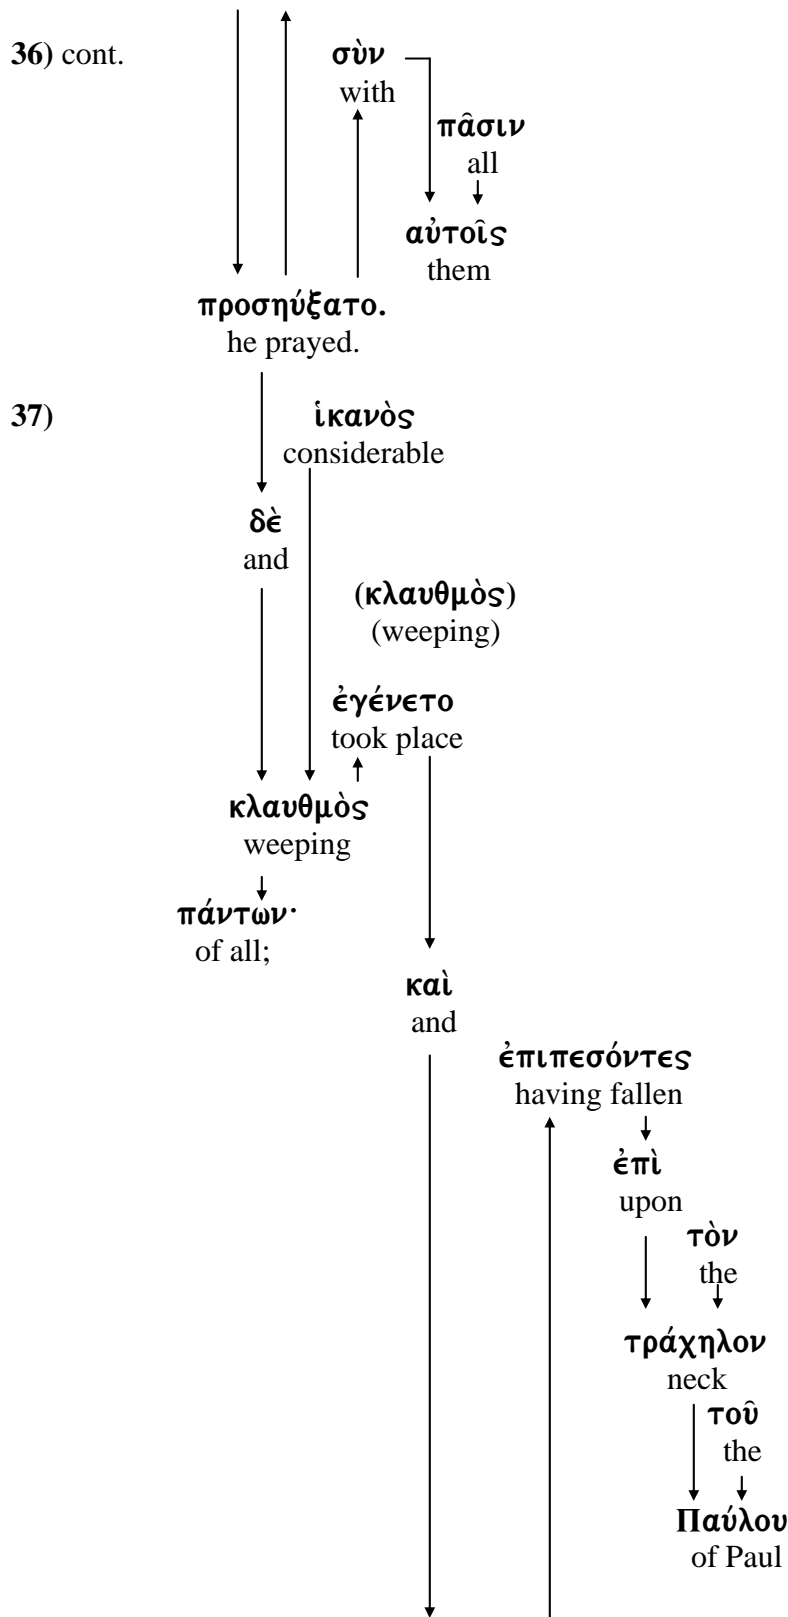 36) cont.
σὺν
with
πᾶσιν
all
αὐτοῖς
them
προσηύξατο.
he prayed.
37)
ἱκανὸς
considerable
δὲ
and
(κλαυθμὸς)
(weeping)
ἐγένετο
took place
κλαυθμὸς
weeping
πάντων·
of all;
καὶ
and
ἐπιπεσόντες
having fallen
ἐπὶ
upon
τὸν
the
τράχηλον
neck
τοῦ
the
Παύλου
of Paul